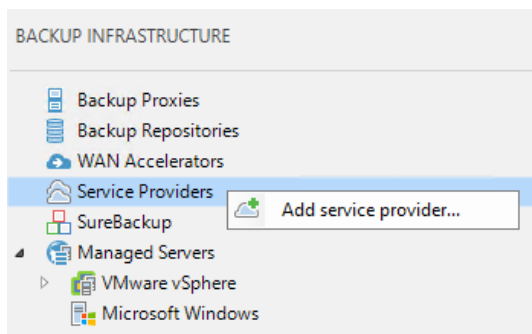 BACKUP INFRASTRUCTURE
Backup Proxies
Backup Repositories
WAN Accelerators
Service Providers
Add service provider...
SureBackup
Managed Servers
VMware vSphere
Microsoft Windows